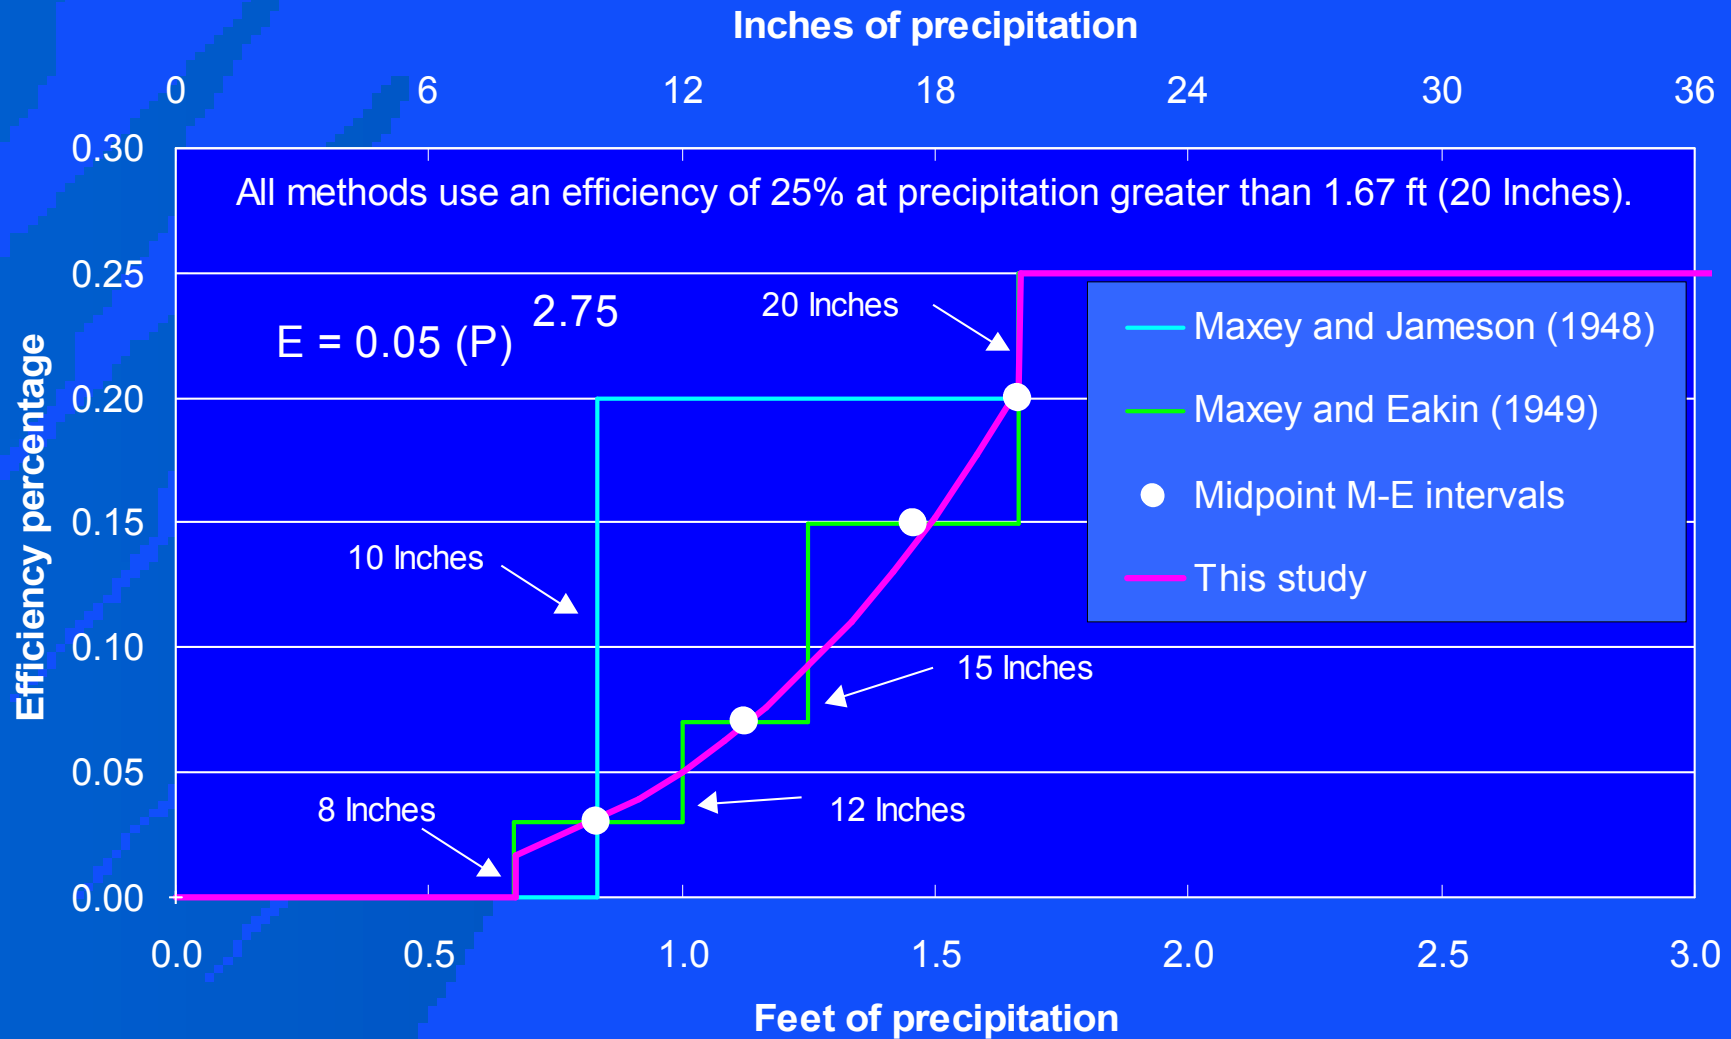 Inches of precipitation
0 6 12 18 24 30 36
0.30
All methods use an efficiency of 25% at precipitation greater than 1.67 ft (20 Inches).
0.25
E = 0.05 (P) 2.75
20 Inches
Maxey and Jameson (1948)
0.20
Maxey and Eakin (1949)
Midpoint M-E intervals
0.15
10 Inches
This study
0.10
15 Inches
0.05
8 Inches
12 Inches
0.00
Efficiency percentage
0.0 0.5 1.0 1.5 2.0 2.5 3.0
Feet of precipitation